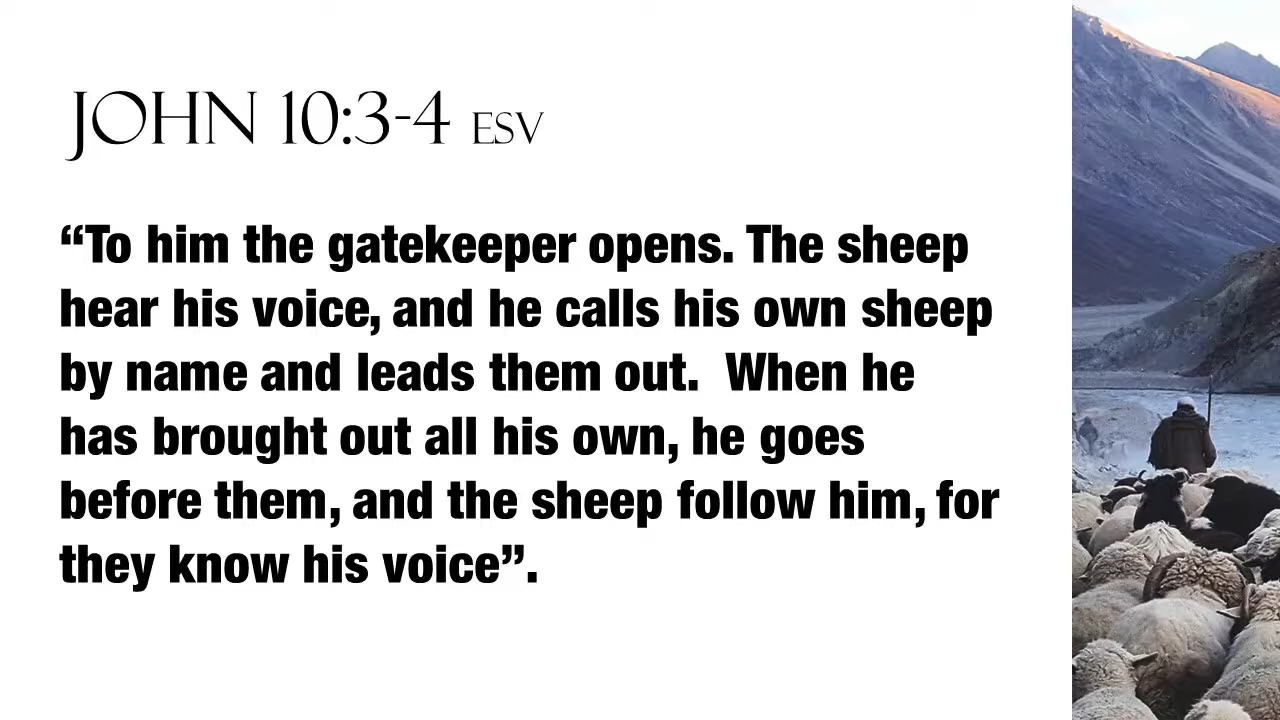 JOHN 10:3-4 ESV
“To him the gatekeeper opens. The sheep
hear his voice, and he calls his own sheep
by name and leads them out.  When he
has brought out all his own, he goes
before them, and the sheep follow him, for
they know his voice”.